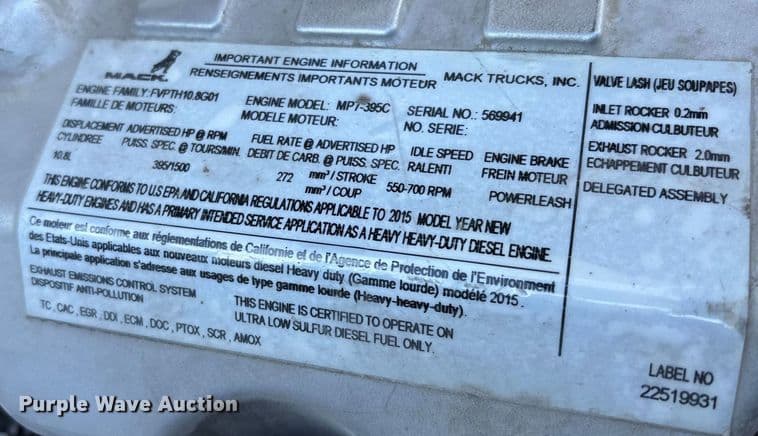 MACK
IMPORTANT ENGINE INFORMATION
RENSEIGNEMENTS IMPORTANTS MOTEUR
MACK TRUCKS, INC.
ENGINE FAMILY: FVPTH10.8G01
FAMILLE DE MOTEURS:
ENGINE MODEL: MP7-395C
MODELE MOTEUR:
SERIAL NO.: 569941
NO. SERIE:
DISPLACEMENT
CYLINDREE
10.8L
ADVERTISED HP @ RPM
PUISS. SPEC @ TOURS/MIN.
395/1500
FUEL RATE @ ADVERTISED HP
DEBIT DE CARB. @ PUISS. SPEC.
272 mm³ / STROKE
mm³ / COUP
IDLE SPEED
RALENTI
550-700 RPM
ENGINE BRAKE
FREIN MOTEUR
POWERLEASH
THIS ENGINE CONFORMS TO U.S EPA AND CALIFORNIA REGULATIONS APPLICABLE TO 2015 MODEL YEAR NEW
HEAVY-DUTY ENGINES AND HAS A PRIMARY INTENDED SERVICE APPLICATION AS A HEAVY HEAVY-DUTY DIESEL ENGINE.
Ce moteur est conforme aux réglementations de Californie et de l'Agence de Protection de l'Environment
des Etats-Unis applicables aux nouveaux moteurs diesel Heavy duty (Gamme lourde) modélé 2015 .
La principale application s'adresse aux usages de type gamme lourde (Heavy-heavy-duty).
EXHAUST EMISSIONS CONTROL SYSTEM
DISPOSITIF ANTI-POLLUTION
TC, CAC, EGR, DDI, ECM, DOC, PTOX, SCR, AMOX
THIS ENGINE IS CERTIFIED TO OPERATE ON
ULTRA LOW SULFUR DIESEL FUEL ONLY.
VALVE LASH (JEU SOUPAPES)
INLET ROCKER 0.2mm
ADMISSION CULBUTEUR
EXHAUST ROCKER 2.0mm
ECHAPPEMENT CULBUTEUR
DELEGATED ASSEMBLY
LABEL NO
22519931
Purple Wave Auction